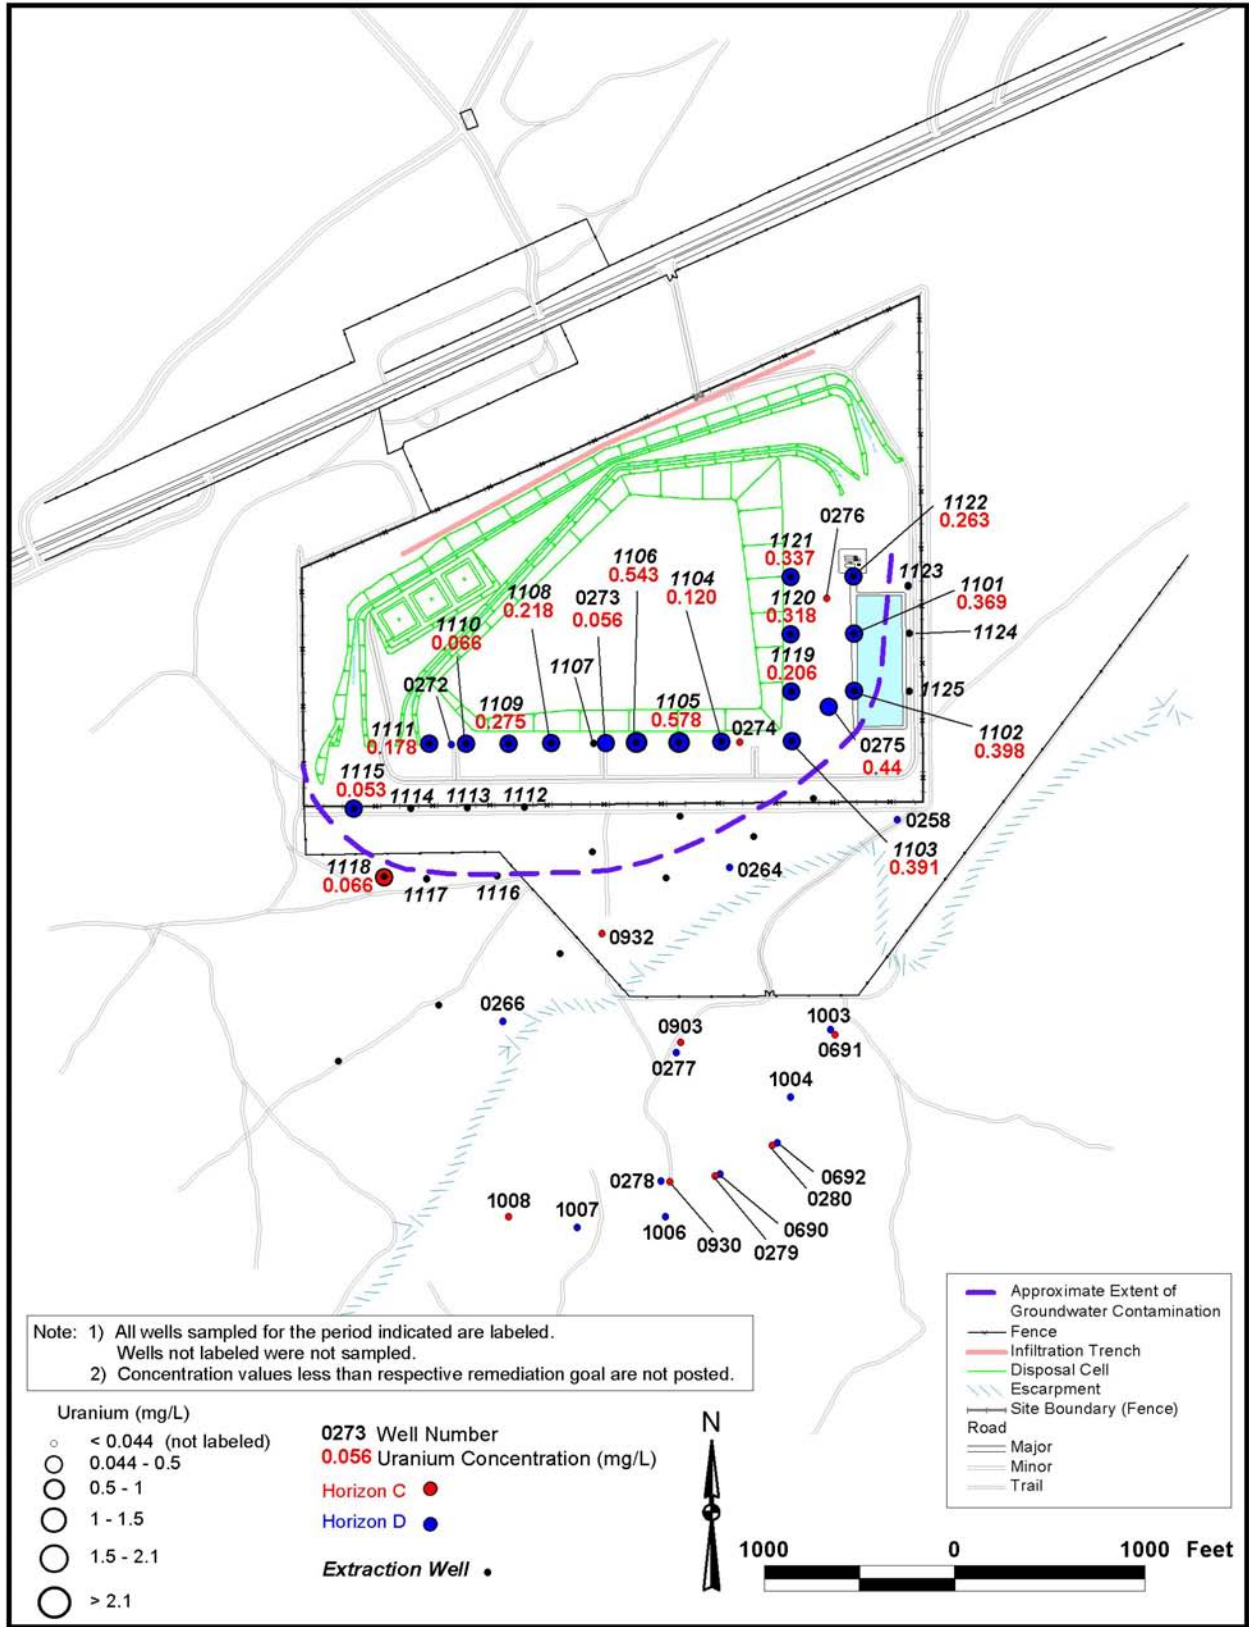 1122
0.263
0276
1121
0.337
1123
1106
0.543
1104
0.120
1101
0.369
1108
0.218
0273
0.056
1120
0.318
1110
0.066
1124
1107
1119
0.206
0272
1109
0.275
1105
0.578
1125
1111
0.178
0274
1102
0.398
0275
0.44
1115
0.053
1114
1113
1112
0258
1103
0.391
0264
1118
0.066
1117
1116
0932
0266
0903
1003
0691
0277
1004
0692
0280
0278
1008
1007
1006
0930
0690
0279
Note: 1) All wells sampled for the period indicated are labeled.
Wells not labeled were not sampled.
2) Concentration values less than respective remediation goal are not posted.
Uranium (mg/L)
< 0.044 (not labeled)
0.044 - 0.5
0.5 - 1
1 - 1.5
1.5 - 2.1
> 2.1
0273 Well Number
0.056 Uranium Concentration (mg/L)
Horizon C
Horizon D
Extraction Well
N
1000 0 1000 Feet
Approximate Extent of
Groundwater Contamination
Fence
Infiltration Trench
Disposal Cell
Escarpment
Site Boundary (Fence)
Road
Major
Minor
Trail